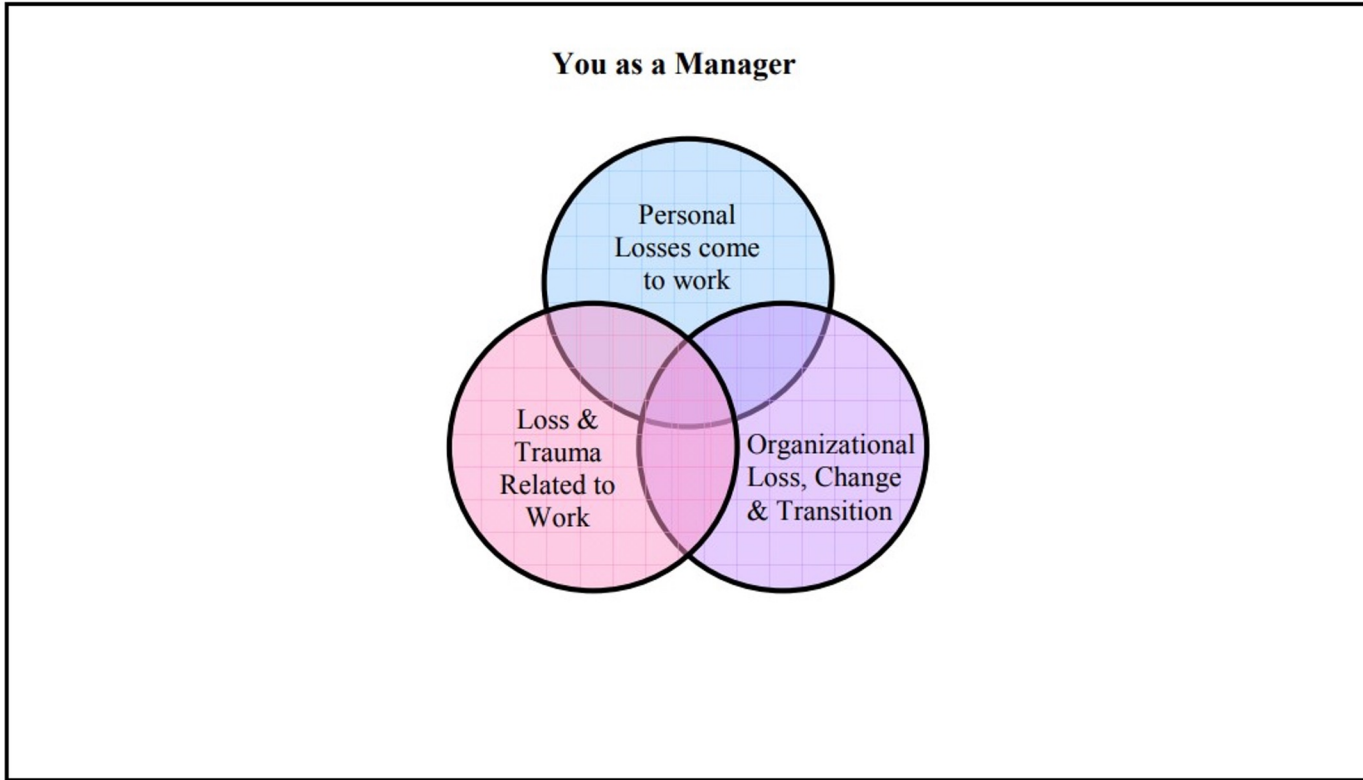 You as a Manager
Personal
Losses come
to work
Loss &
Trauma
Related to
Work
Organizational
Loss, Change
& Transition